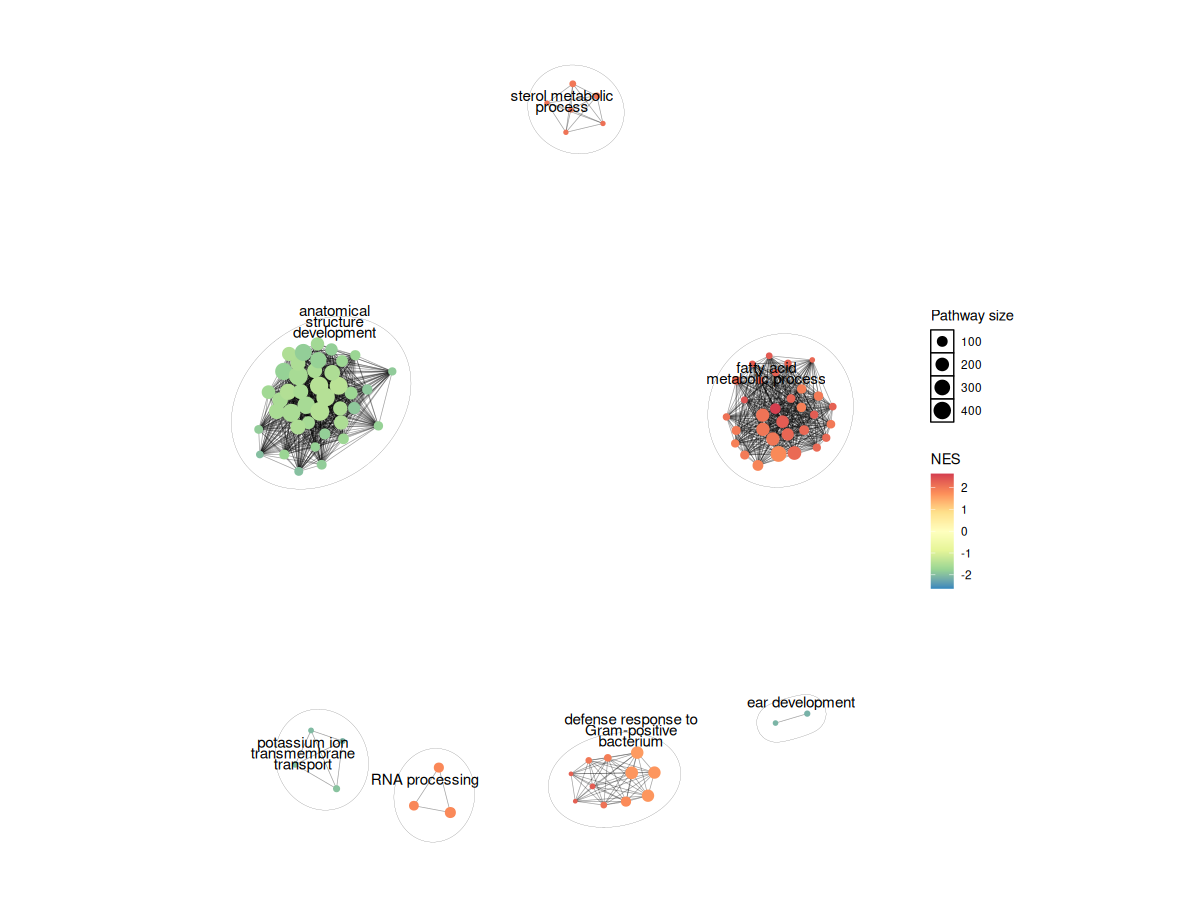 sterol metabolic
process
anatomical
structure
development
fatty acid
metabolic process
Pathway size
100
200
300
400
NES
2
1
0
-1
-2
ear development
defense response to
Gram-positive
bacterium
potassium ion
transmembrane
transport
RNA processing